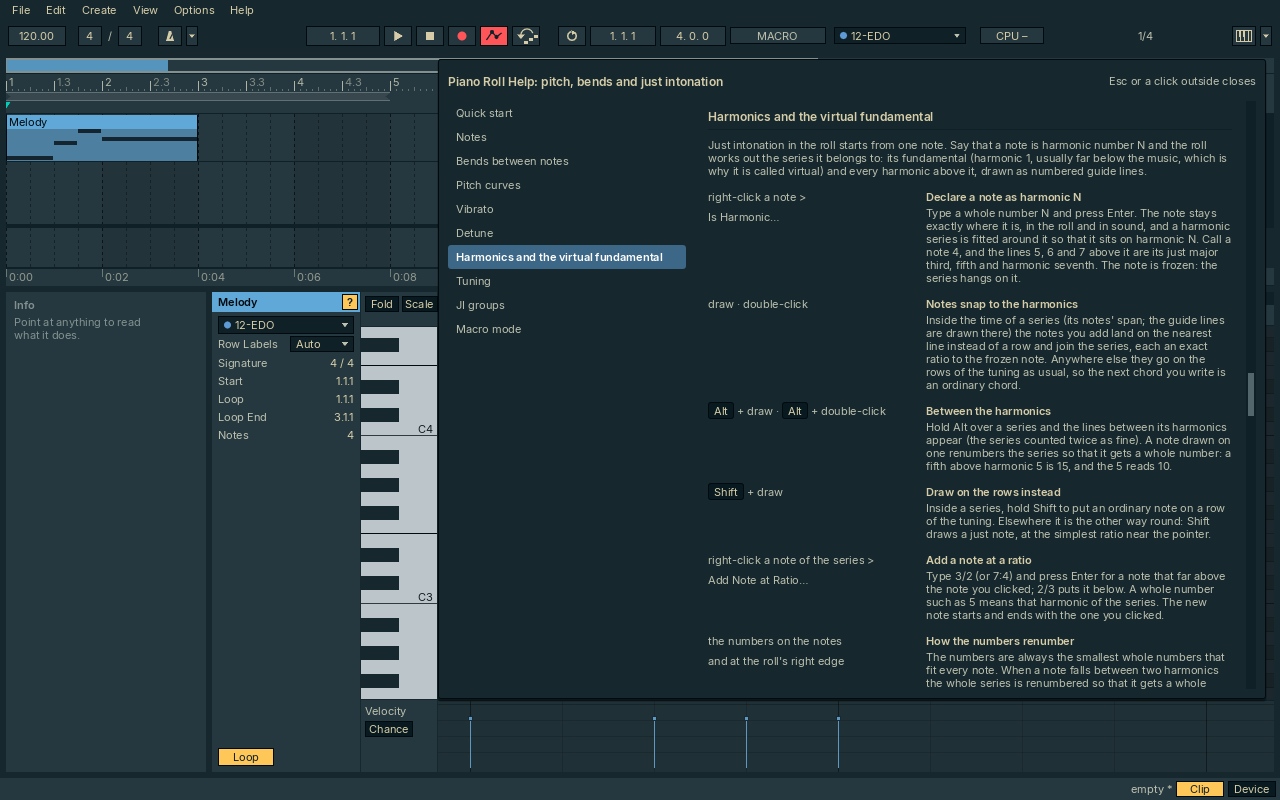 File Edit Create View Options Help
120.00 4 / 4 1. 1. 1 1. 1. 1 4. 0. 0 MACRO 12-EDO CPU – 1/4
1 1.3 2 2.3 3 3.3 4 4.3 5
Melody
0:00 0:02 0:04 0:06 0:08
Info
Point at anything to read
what it does.
Melody ?
12-EDO
Row Labels Auto
Signature 4 / 4
Start 1.1.1
Loop 1.1.1
Loop End 3.1.1
Notes 4
Loop
Fold Scale
C4
C3
Velocity
Chance
Piano Roll Help: pitch, bends and just intonation
Esc or a click outside closes
Quick start
Notes
Bends between notes
Pitch curves
Vibrato
Detune
Harmonics and the virtual fundamental
Tuning
JI groups
Macro mode
Harmonics and the virtual fundamental
Just intonation in the roll starts from one note. Say that a note is harmonic number N and the roll
works out the series it belongs to: its fundamental (harmonic 1, usually far below the music, which is
why it is called virtual) and every harmonic above it, drawn as numbered guide lines.
right-click a note >
Is Harmonic...
Declare a note as harmonic N
Type a whole number N and press Enter. The note stays
exactly where it is, in the roll and in sound, and a harmonic
series is fitted around it so that it sits on harmonic N. Call a
note 4, and the lines 5, 6 and 7 above it are its just major
third, fifth and harmonic seventh. The note is frozen: the
series hangs on it.
draw · double-click
Notes snap to the harmonics
Inside the time of a series (its notes' span; the guide lines
are drawn there) the notes you add land on the nearest
line instead of a row and join the series, each an exact
ratio to the frozen note. Anywhere else they go on the
rows of the tuning as usual, so the next chord you write is
an ordinary chord.
Alt + draw · Alt + double-click
Between the harmonics
Hold Alt over a series and the lines between its harmonics
appear (the series counted twice as fine). A note drawn on
one renumbers the series so that it gets a whole number: a
fifth above harmonic 5 is 15, and the 5 reads 10.
Shift + draw
Draw on the rows instead
Inside a series, hold Shift to put an ordinary note on a row
of the tuning. Elsewhere it is the other way round: Shift
draws a just note, at the simplest ratio near the pointer.
right-click a note of the series >
Add Note at Ratio...
Add a note at a ratio
Type 3/2 (or 7:4) and press Enter for a note that far above
the note you clicked; 2/3 puts it below. A whole number
such as 5 means that harmonic of the series. The new
note starts and ends with the one you clicked.
the numbers on the notes
and at the roll's right edge
How the numbers renumber
The numbers are always the smallest whole numbers that
fit every note. When a note falls between two harmonics
the whole series is renumbered so that it gets a whole
empty * Clip Device